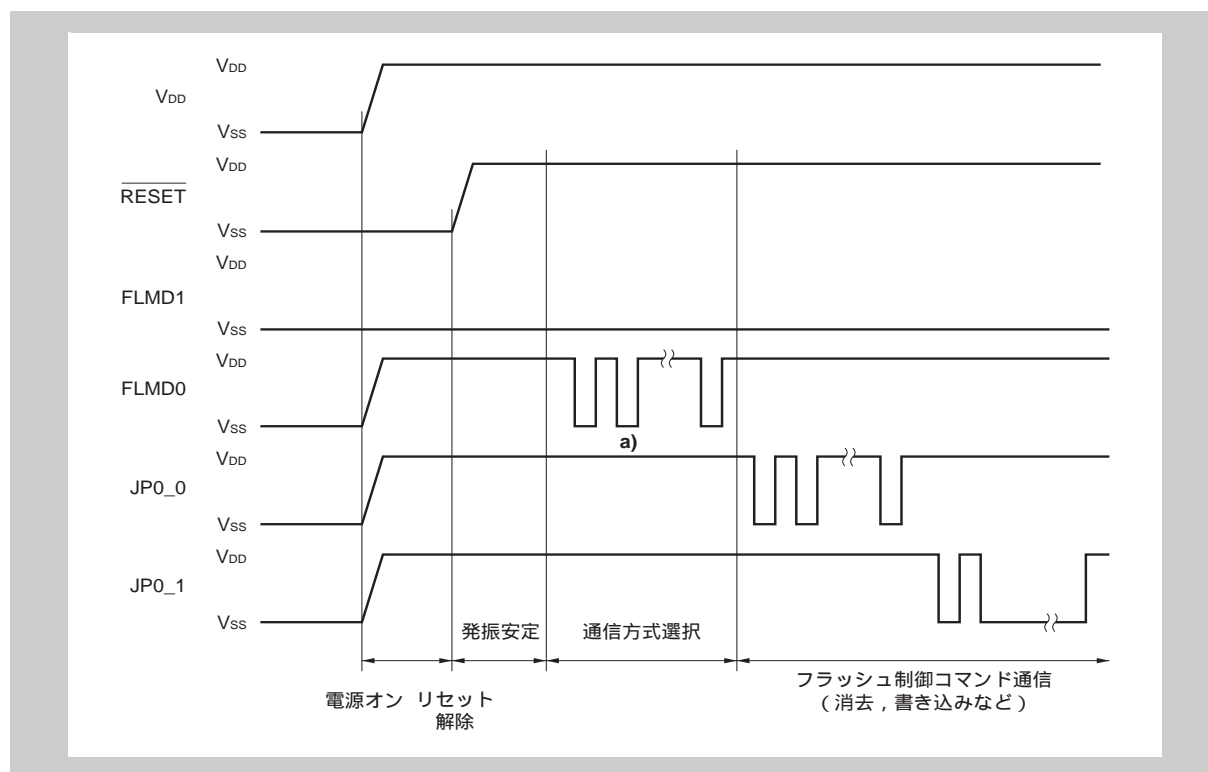 VDD
VDD
VSS
VDD
RESET
VSS
VDD
FLMD1
VSS
VDD
FLMD0
VSS
a)
VDD
JP0_0
VSS
VDD
JP0_1
VSS
発振安定 通信方式選択
電源オン リセット
解除
フラッシュ制御コマンド通信
（消去，書き込みなど）